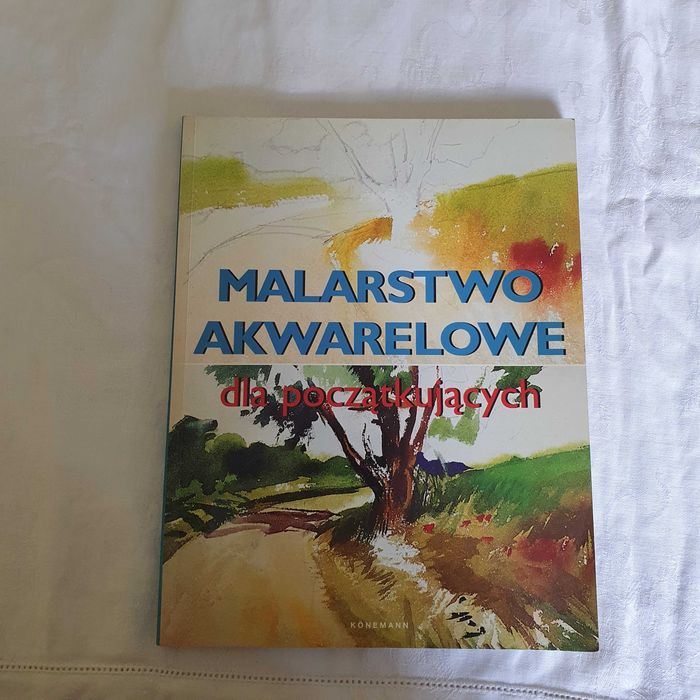 MALARSTWO
AKWARELOWE
dla początkujących
KÖNEMANN